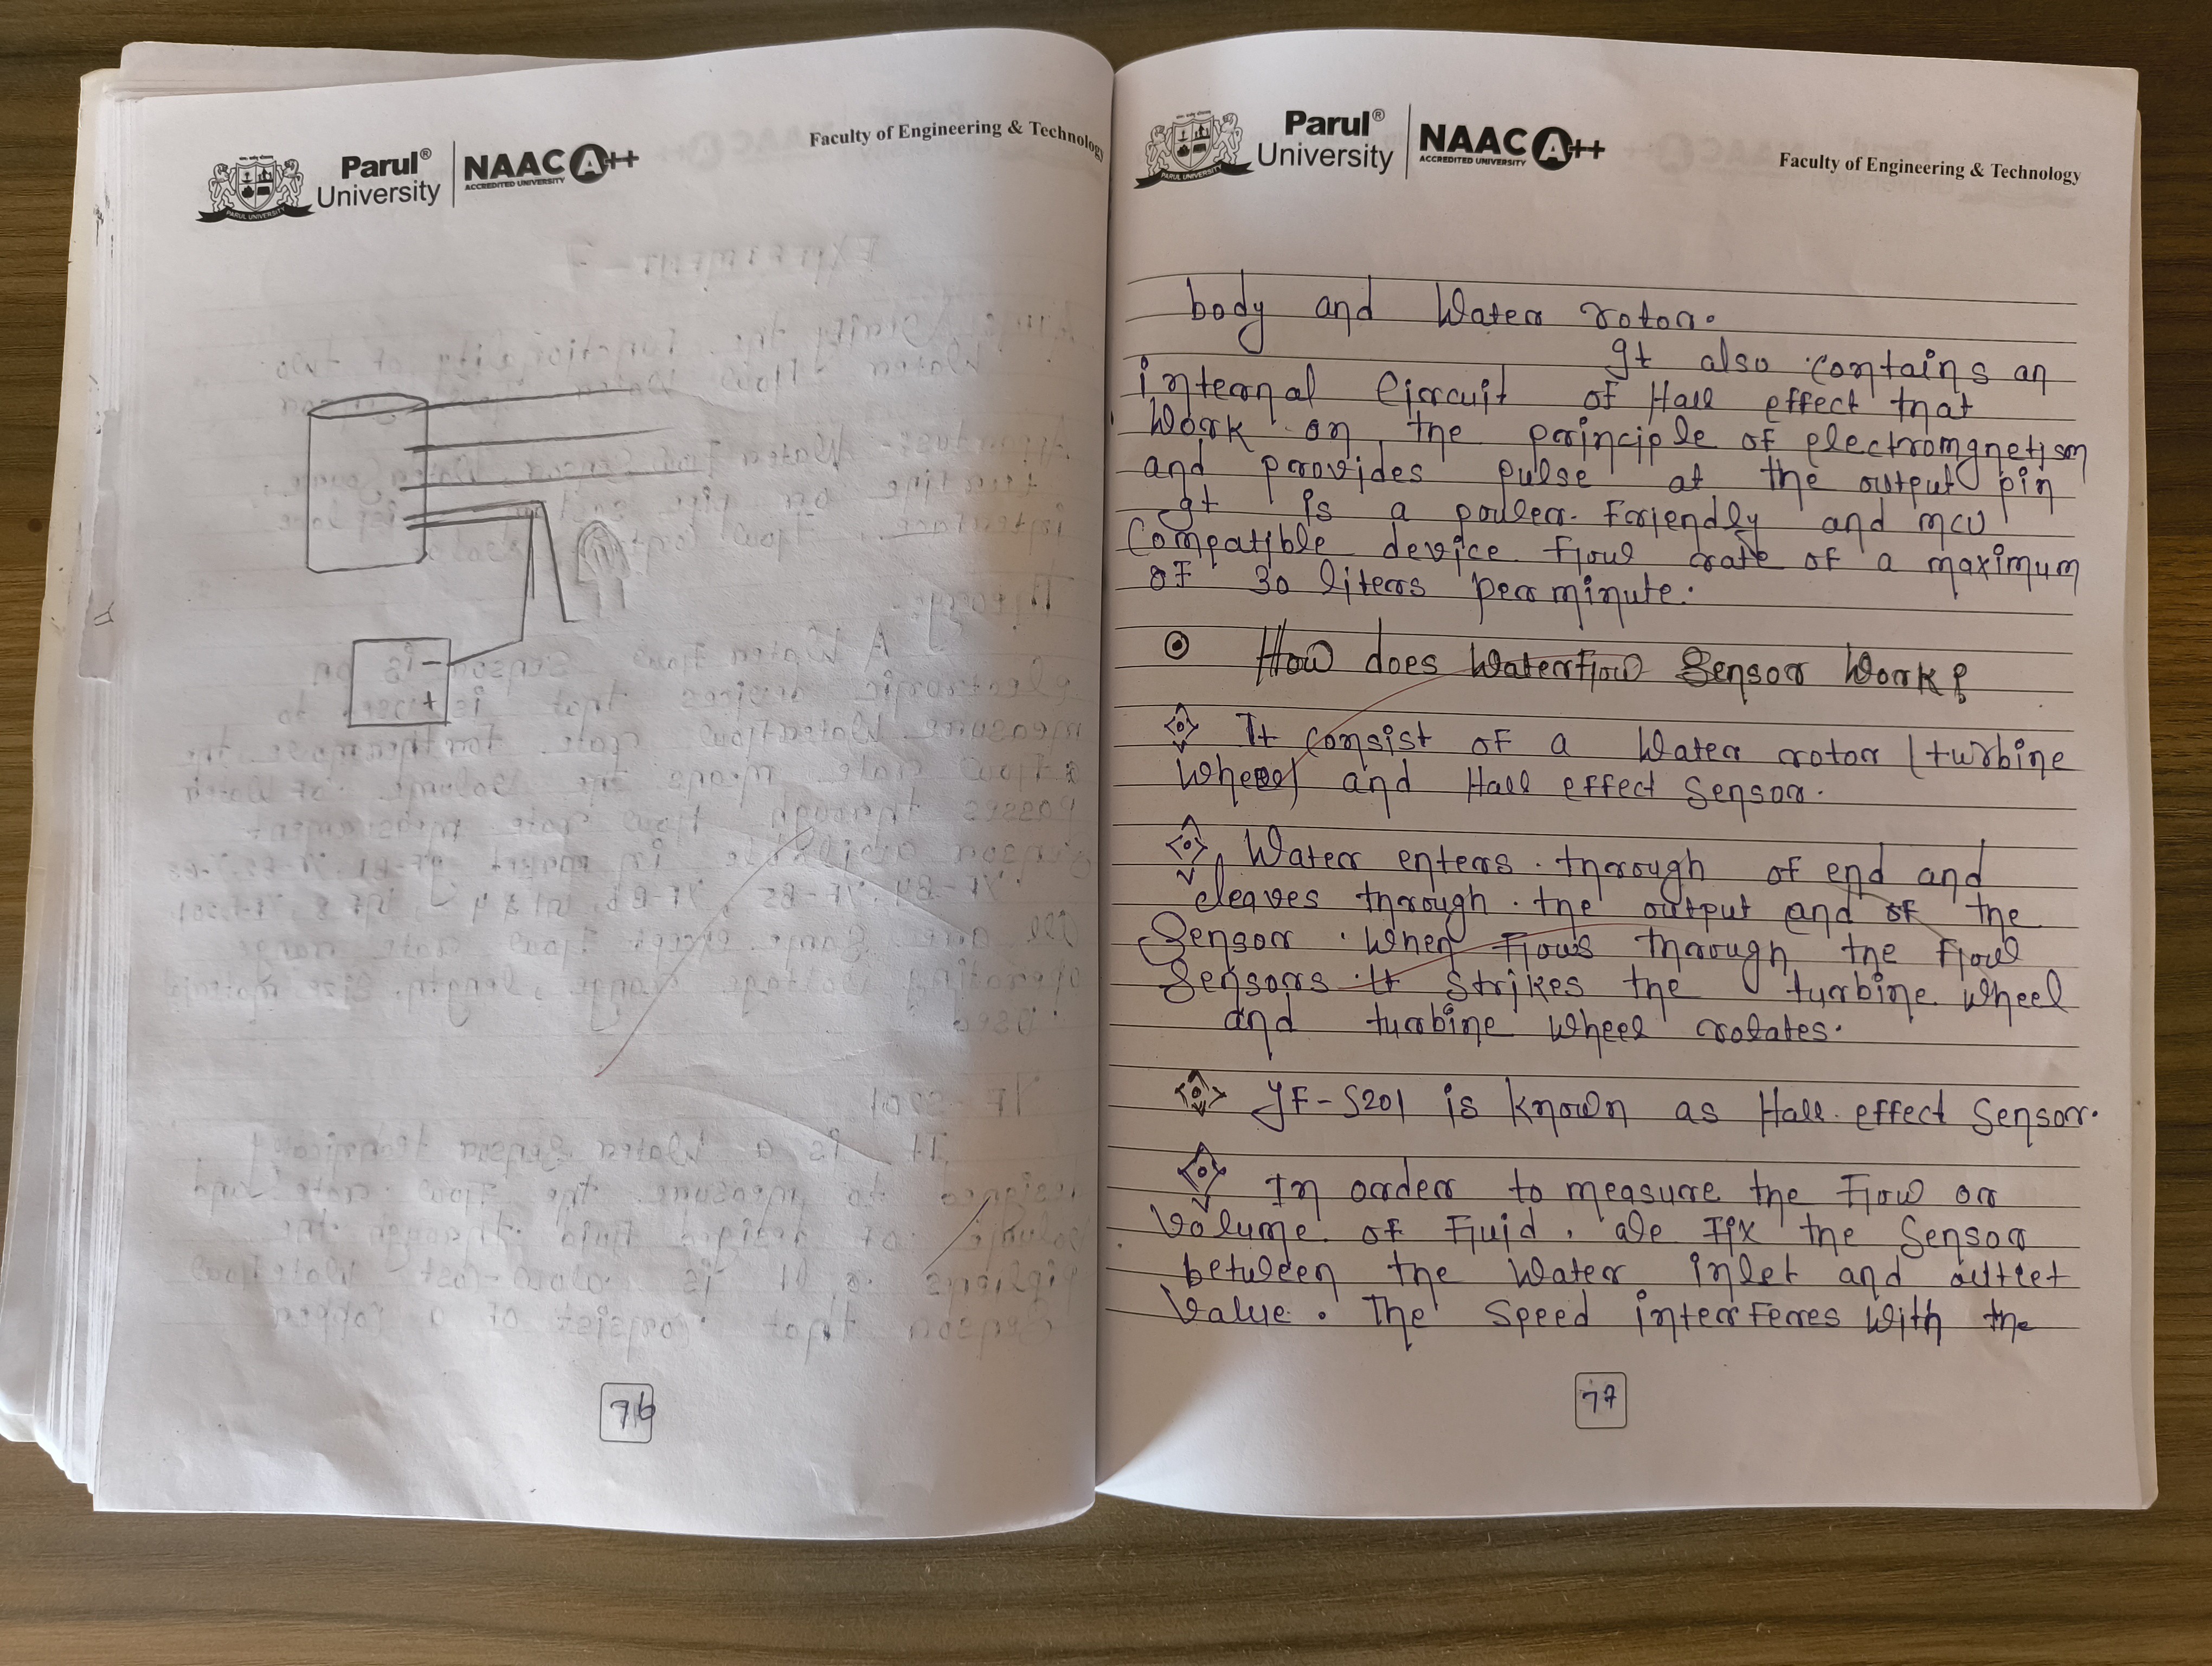 Parul®
University
NAAC A++
ACCREDITED UNIVERSITY
PARUL UNIVERSITY
Faculty of Engineering & Technology
-
+
76
Parul®
University
NAAC A++
ACCREDITED UNIVERSITY
PARUL UNIVERSITY
Faculty of Engineering & Technology
body and Water rotor.
It also contains an
internal Circuit of Hall effect that
Work on the principle of electromgnetism
and provides pulse at the output pin
It is a power friendly and mcu
Compatible device Flow rate of a maximum
of 30 liters per minute.
How does Waterflow Sensor Work?
It consist of a Water rotor (turbine
Wheel) and Hall effect Sensor.
Water enters through of end and
leaves through the output and of the
Sensor. When Flows through the Flow
Sensors It strikes the turbine wheel
and turbine wheel rotates.
YF-S201 is known as Hall effect Sensor.
In order to measure the Flow or
Volume of Fluid, We Fix the Sensor
between the Water inlet and outlet
Value. The Speed interferes with the
77